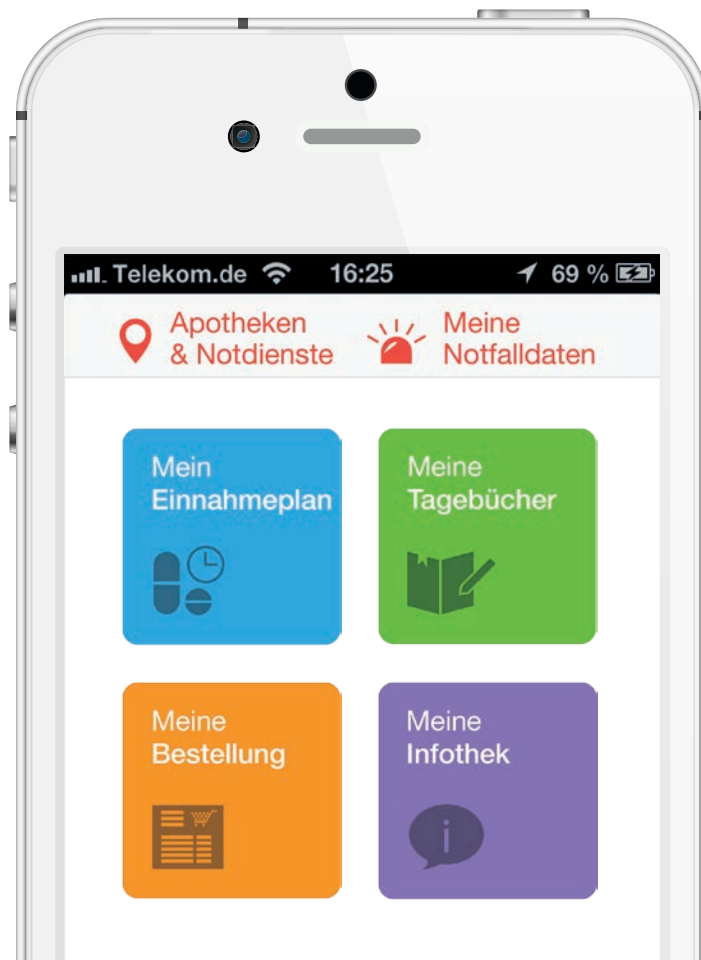 Telekom.de 16:25 69 %
Apotheken
& Notdienste
Meine
Notfalldaten
Mein
Einnahmeplan
Meine
Tagebücher
Meine
Bestellung
Meine
Infothek
i